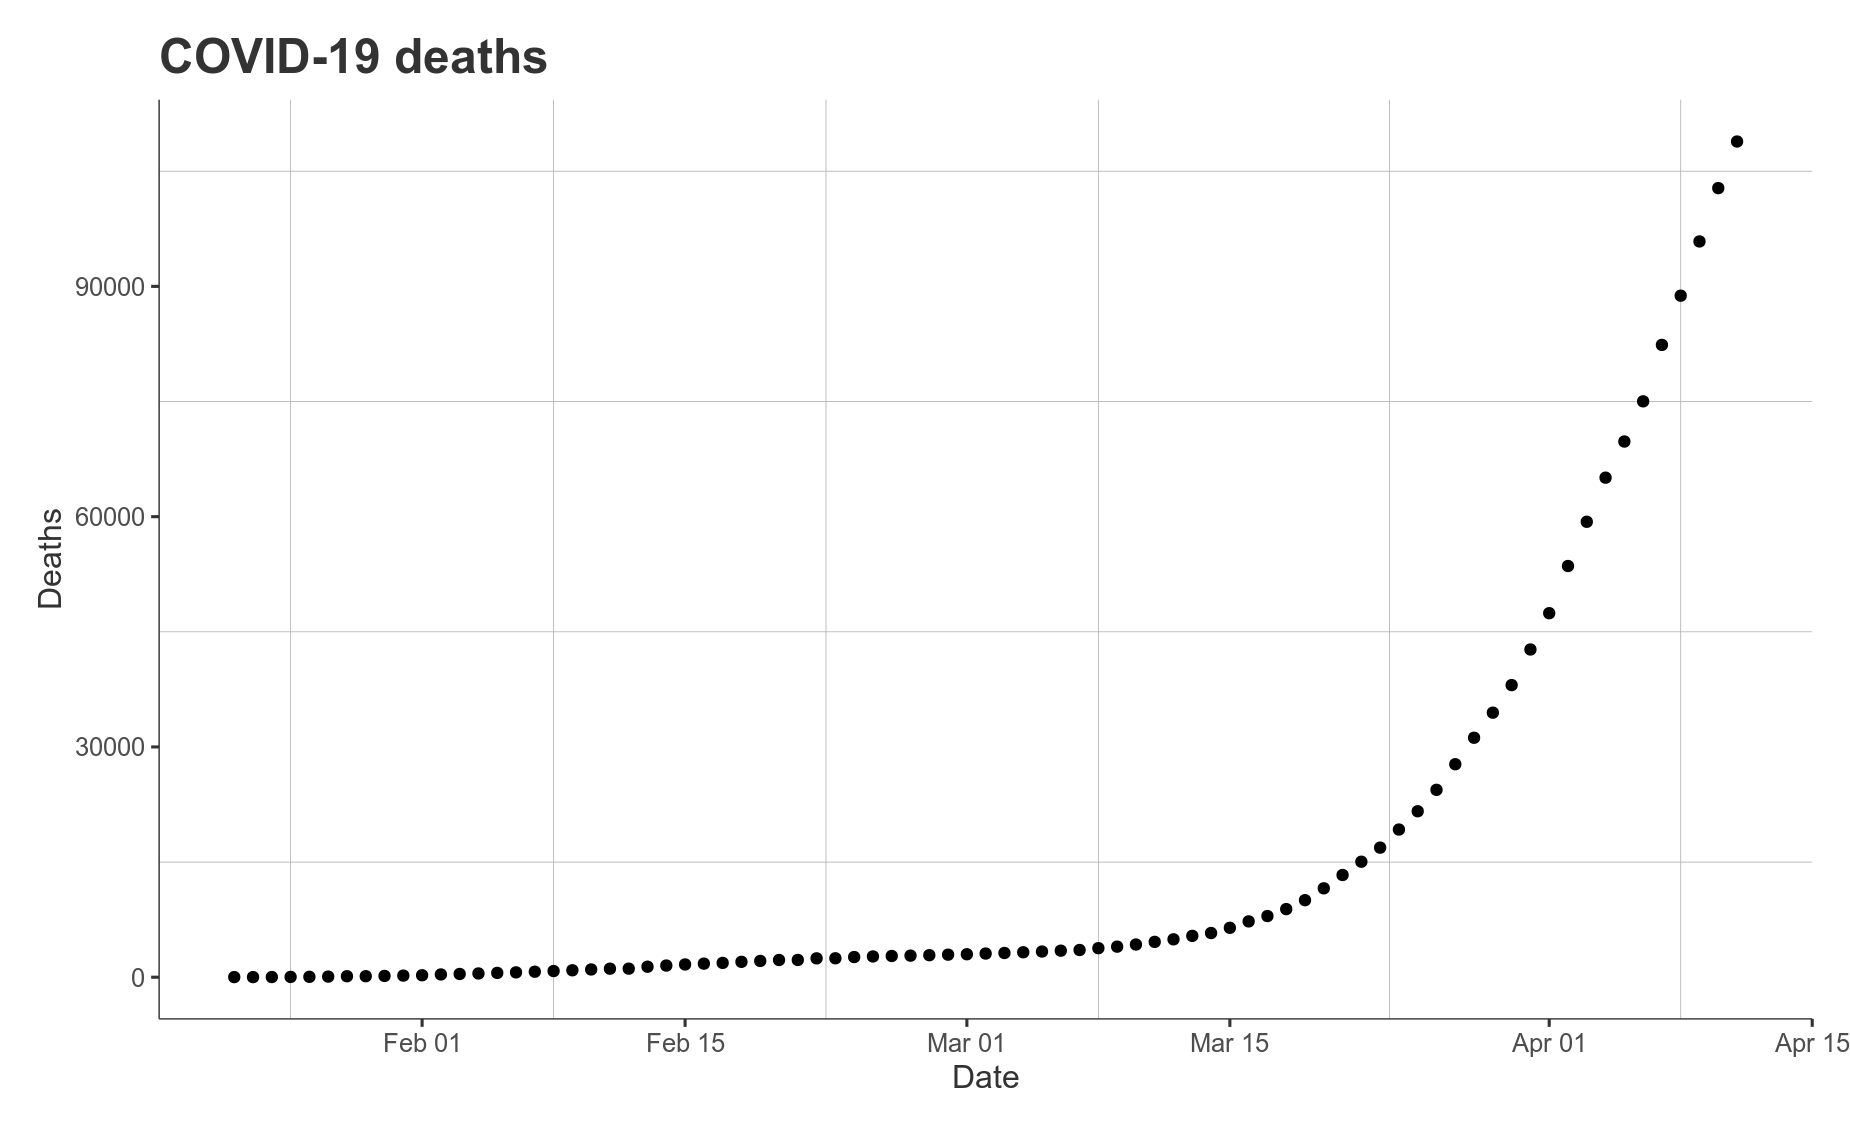 COVID-19 deaths
Deaths
90000
60000
30000
0
Feb 01
Feb 15
Mar 01
Mar 15
Apr 01
Apr 15
Date